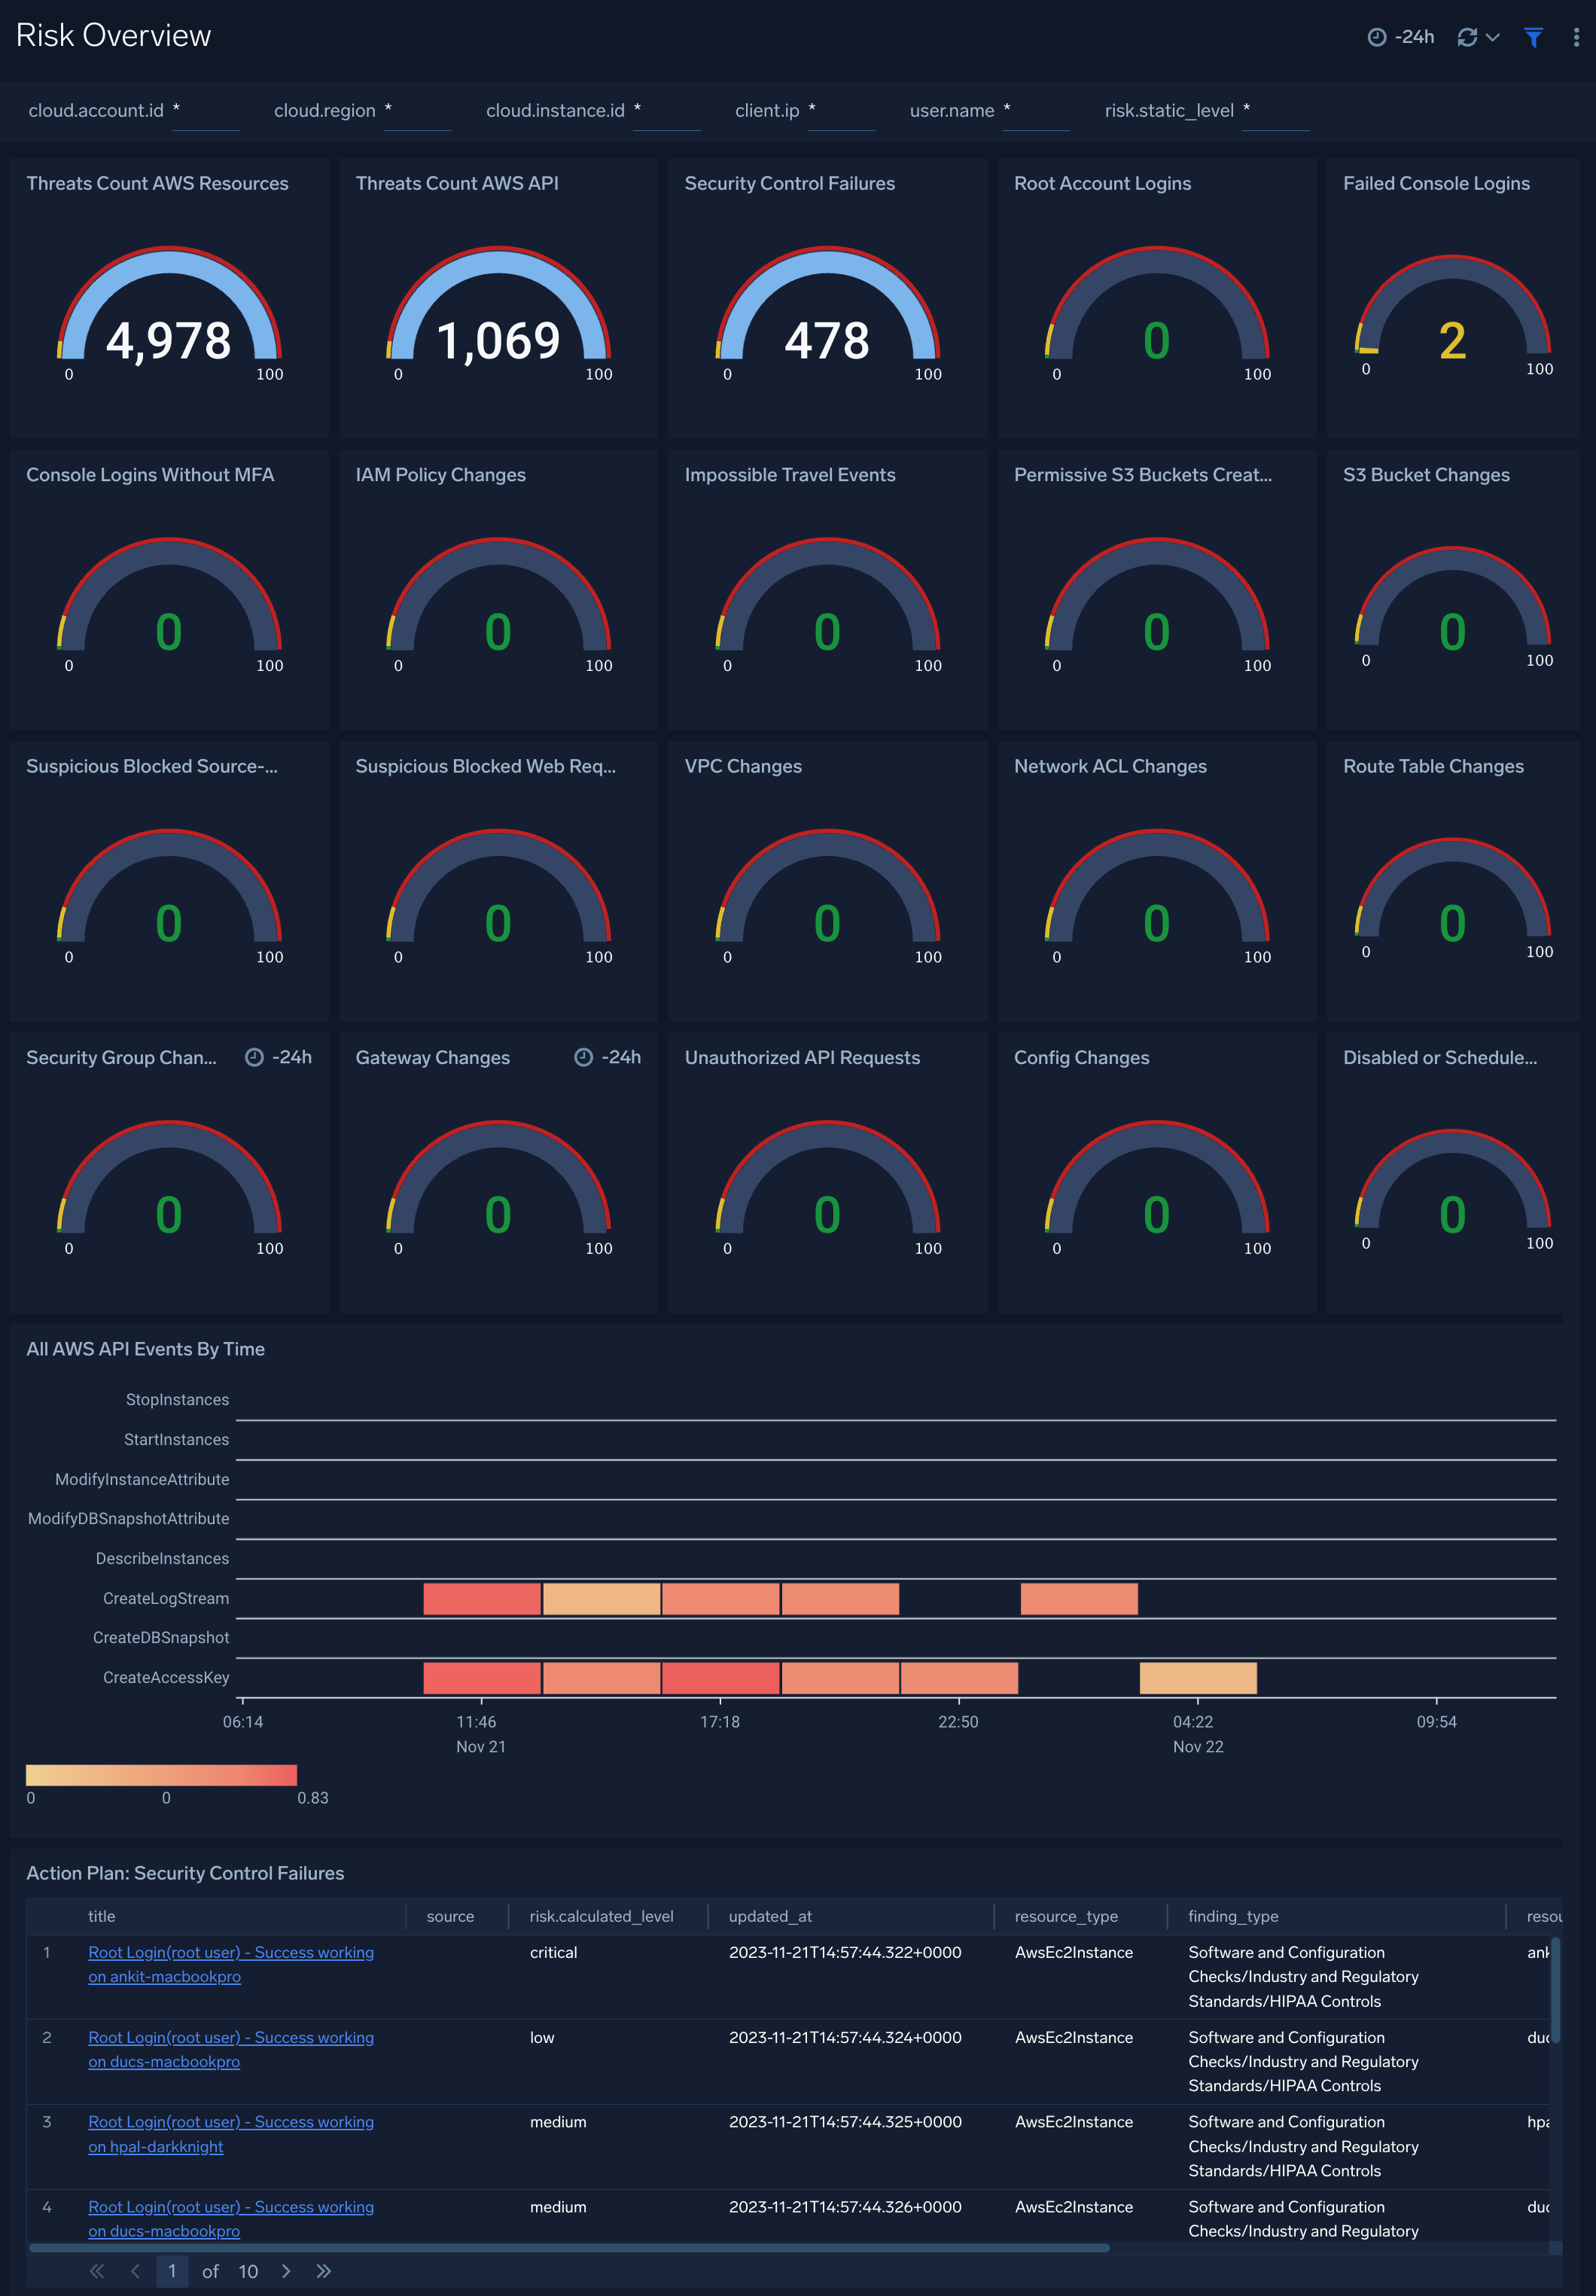 Risk Overview
-24h
cloud.account.id *
cloud.region *
cloud.instance.id *
client.ip *
user.name *
risk.static_level *
Threats Count AWS Resources
4,978
0
100
Threats Count AWS API
1,069
0
100
Security Control Failures
478
0
100
Root Account Logins
0
0
100
Failed Console Logins
2
0
100
Console Logins Without MFA
0
0
100
IAM Policy Changes
0
0
100
Impossible Travel Events
0
0
100
Permissive S3 Buckets Creat...
0
0
100
S3 Bucket Changes
0
0
100
Suspicious Blocked Source-...
0
0
100
Suspicious Blocked Web Req...
0
0
100
VPC Changes
0
0
100
Network ACL Changes
0
0
100
Route Table Changes
0
0
100
Security Group Chan...
-24h
0
0
100
Gateway Changes
-24h
0
0
100
Unauthorized API Requests
0
0
100
Config Changes
0
0
100
Disabled or Schedule...
0
0
100
All AWS API Events By Time
StopInstances
StartInstances
ModifyInstanceAttribute
ModifyDBSnapshotAttribute
DescribeInstances
CreateLogStream
CreateDBSnapshot
CreateAccessKey
06:14
11:46
17:18
22:50
04:22
09:54
Nov 21
Nov 22
0
0
0.83
Action Plan: Security Control Failures
title
source
risk.calculated_level
updated_at
resource_type
finding_type
resou
1
Root Login(root user) - Success working
on ankit-macbookpro
critical
2023-11-21T14:57:44.322+0000
AwsEc2Instance
Software and Configuration
Checks/Industry and Regulatory
Standards/HIPAA Controls
ank
2
Root Login(root user) - Success working
on ducs-macbookpro
low
2023-11-21T14:57:44.324+0000
AwsEc2Instance
Software and Configuration
Checks/Industry and Regulatory
Standards/HIPAA Controls
duc
3
Root Login(root user) - Success working
on hpal-darkknight
medium
2023-11-21T14:57:44.325+0000
AwsEc2Instance
Software and Configuration
Checks/Industry and Regulatory
Standards/HIPAA Controls
hpa
4
Root Login(root user) - Success working
on ducs-macbookpro
medium
2023-11-21T14:57:44.326+0000
AwsEc2Instance
Software and Configuration
Checks/Industry and Regulatory
duc
1 of 10